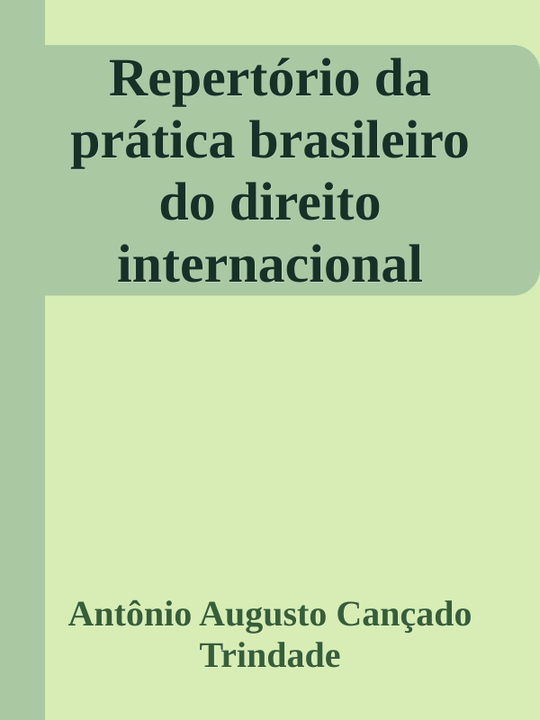 Repertório da
prática brasileiro
do direito
internacional
Antônio Augusto Cançado
Trindade